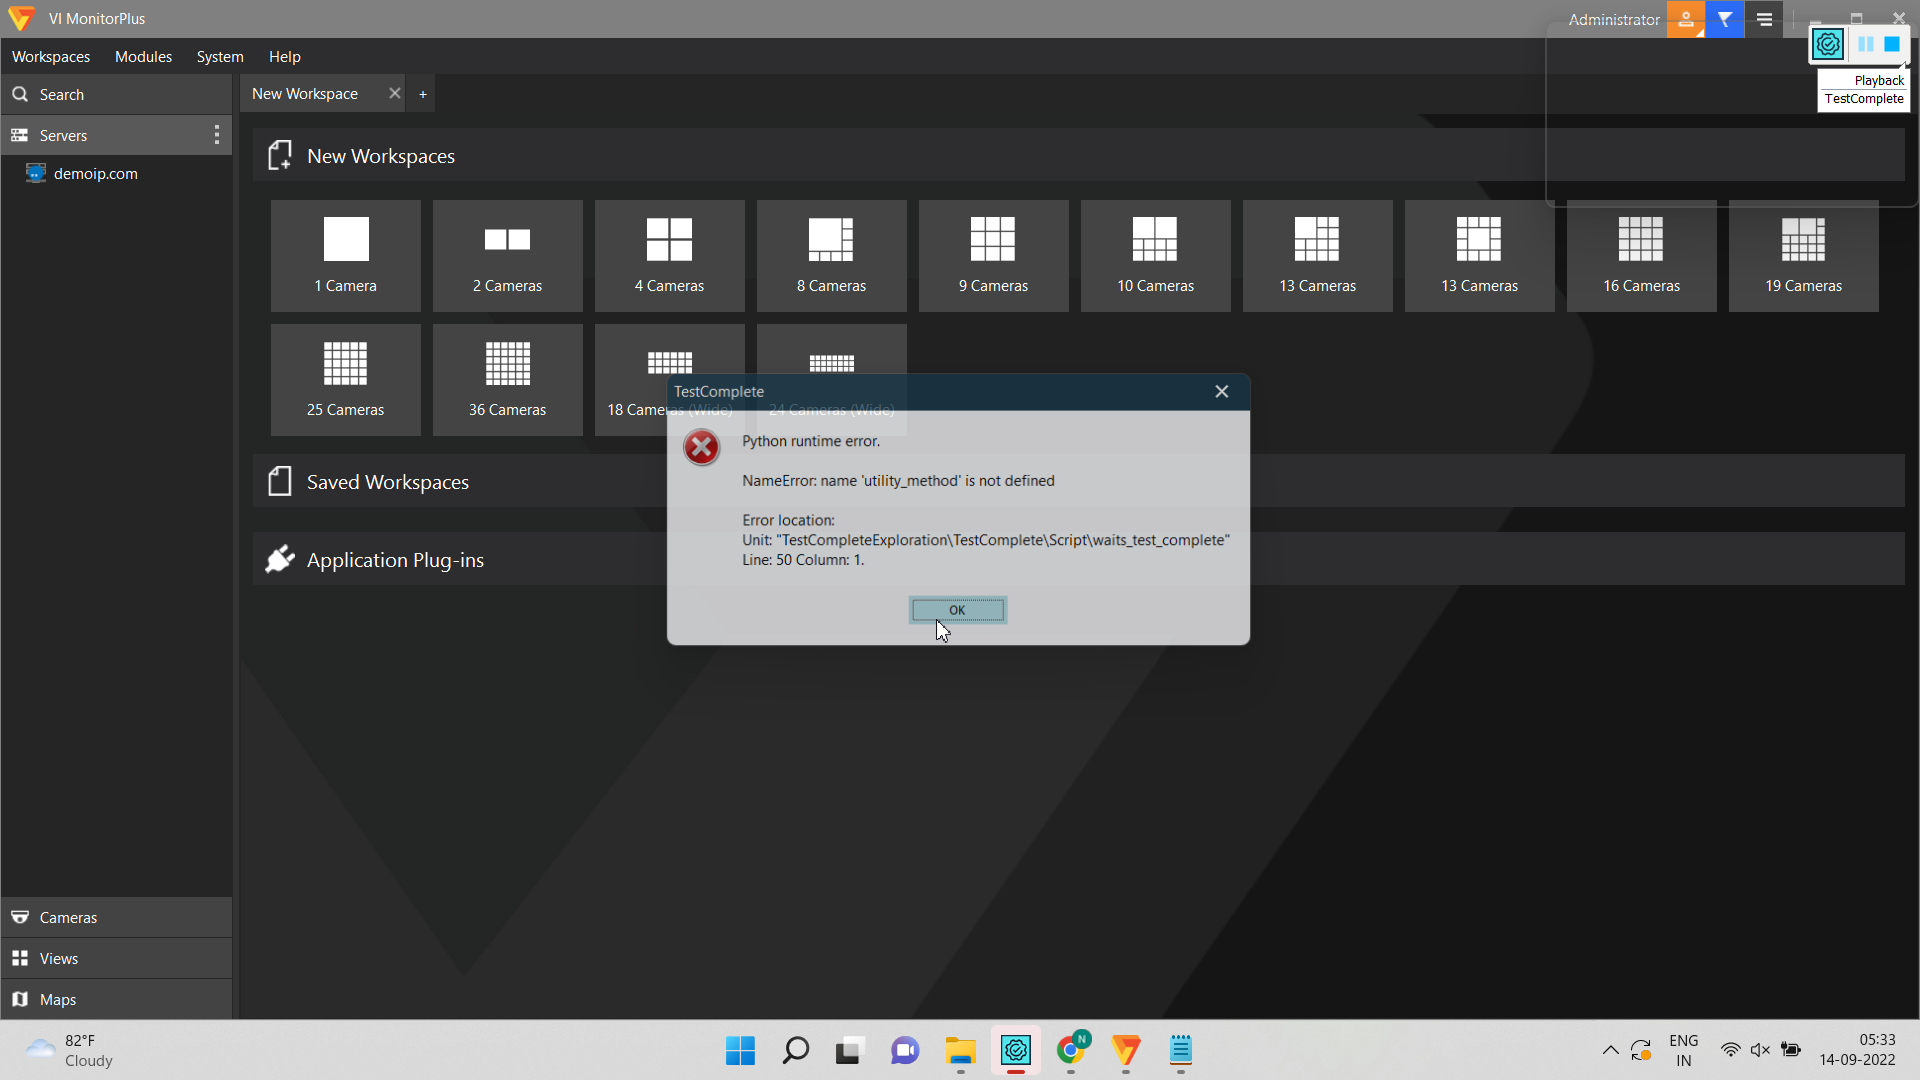 VI MonitorPlus
Administrator
Workspaces Modules System Help
Playback
TestComplete
Search
New Workspace
+
Servers
demoip.com
New Workspaces
1 Camera
2 Cameras
4 Cameras
8 Cameras
9 Cameras
10 Cameras
13 Cameras
13 Cameras
16 Cameras
19 Cameras
25 Cameras
36 Cameras
18 Cameras (Wide)
24 Cameras (Wide)
TestComplete
Python runtime error.
NameError: name 'utility_method' is not defined
Error location:
Unit: "TestCompleteExploration\TestComplete\Script\waits_test_complete"
Line: 50 Column: 1.
OK
Saved Workspaces
Application Plug-ins
Cameras
Views
Maps
82°F
Cloudy
N
ENG
IN
05:33
14-09-2022